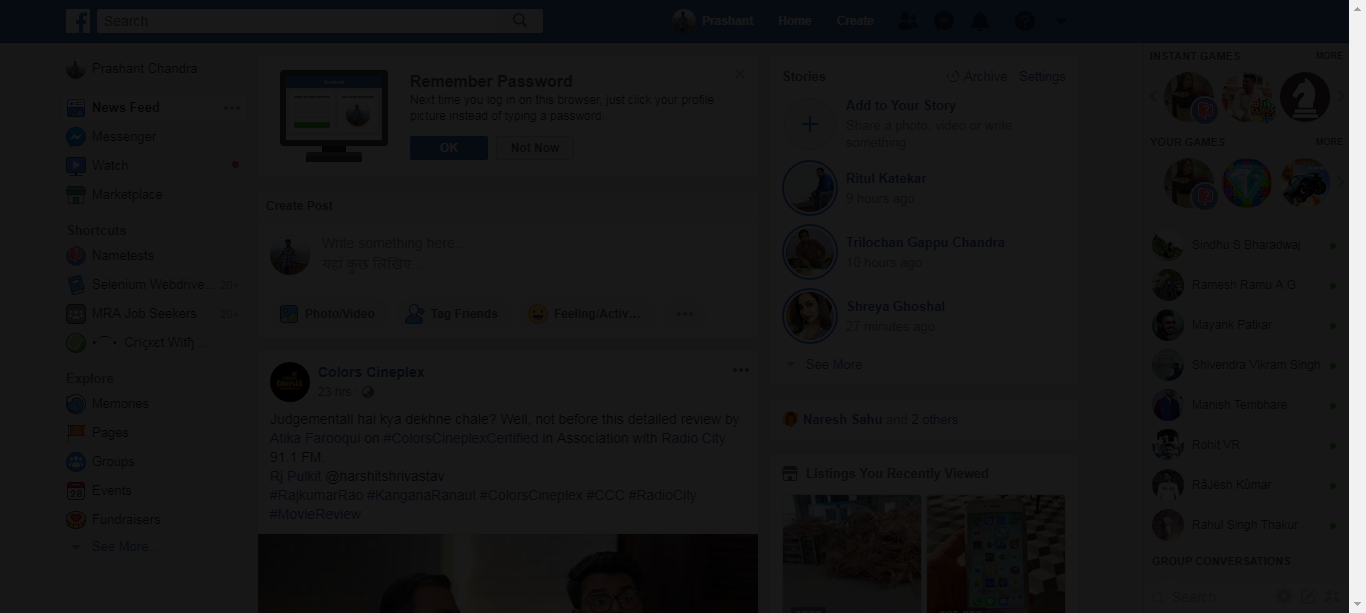 Search
Prashant
Home
Create
Prashant Chandra
News Feed
Messenger
Watch
Marketplace
Shortcuts
Nametests
Selenium Webdrive... 20+
MRA Job Seekers 20+
Explore
Memories
Pages
Groups
Events
Fundraisers
See More...
Remember Password
Next time you log in on this browser, just click your profile
picture instead of typing a password.
OK
Not Now
Create Post
Write something here...
यहां कुछ लिखिए...
Photo/Video
Tag Friends
Feeling/Activ...
Colors Cineplex
23 hrs ·
Judgementall hai kya dekhne chale? Well, not before this detailed review by
Atika Farooqui on #ColorsCineplexCertified in Association with Radio City
91.1 FM.
Rj Pulkit @harshitshrivastav
#RajkumarRao #KanganaRanaut #ColorsCineplex #CCC #RadioCity
#MovieReview
Stories
Archive
Settings
Add to Your Story
Share a photo, video or write
something
Ritul Katekar
9 hours ago
Trilochan Gappu Chandra
10 hours ago
Shreya Ghoshal
27 minutes ago
See More
Naresh Sahu and 2 others
Listings You Recently Viewed
INSTANT GAMES
MORE
YOUR GAMES
MORE
Sindhu S Bharadwaj
Ramesh Ramu A G
Mayank Patkar
Shivendra Vikram Singh
Manish Tembhare
Rohit VR
Råjësh Kûmar
Rahul Singh Thakur
GROUP CONVERSATIONS
Search